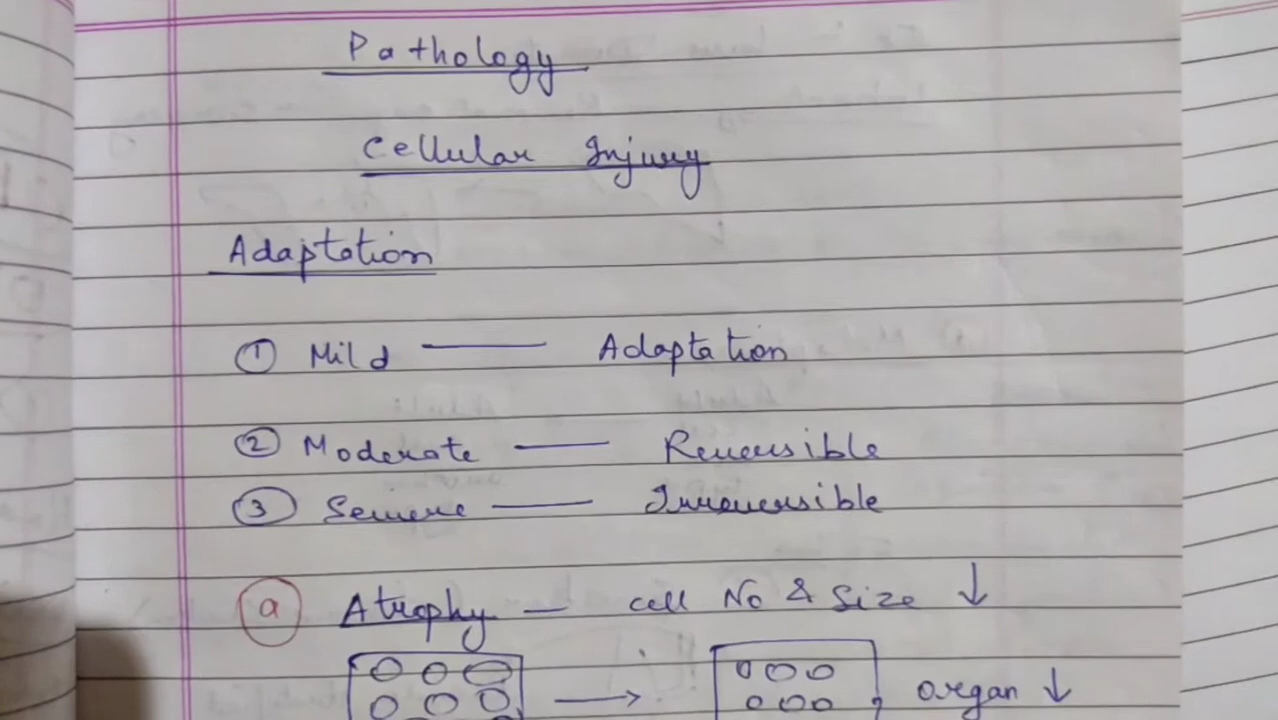 Pathology
Cellular Injury
Adaptation
① Mild —— Adaptation
② Moderate —— Reversible
③ Severe —— Irreversible
ⓐ Atrophy — cell No & Size ↓
→ organ ↓